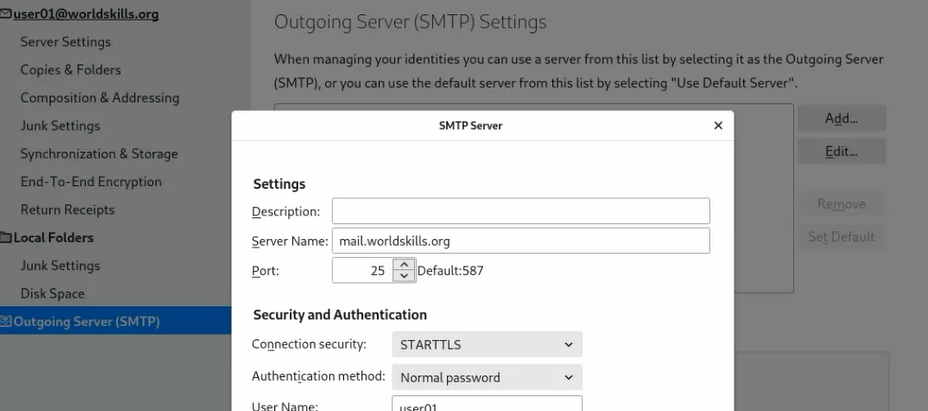 user01@worldskills.org
Server Settings
Copies & Folders
Composition & Addressing
Junk Settings
Synchronization & Storage
End-To-End Encryption
Return Receipts
Local Folders
Junk Settings
Disk Space
Outgoing Server (SMTP)
Outgoing Server (SMTP) Settings
When managing your identities you can use a server from this list by selecting it as the Outgoing Server
(SMTP), or you can use the default server from this list by selecting "Use Default Server".
Add...
Edit...
Remove
Set Default
SMTP Server
Settings
Description:
Server Name: mail.worldskills.org
Port: 25 Default:587
Security and Authentication
Connection security: STARTTLS
Authentication method: Normal password
User Name: user01